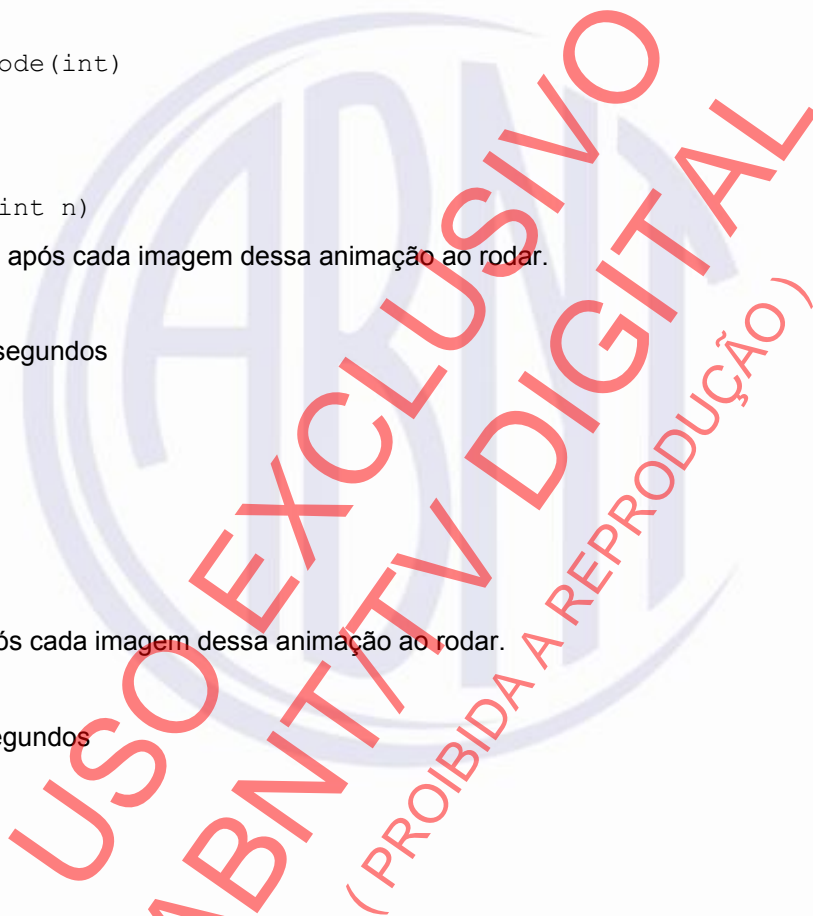 ode(int)
int n)
após cada imagem dessa animação ao rodar.
segundos
ós cada imagem dessa animação ao rodar.
egundos
ABNT
USO EXCLUSIVO
ABNT/TV DIGITAL
( PROIBIDA A REPRODUÇÃO )